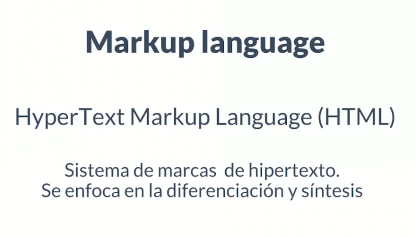 Markup language
HyperText Markup Language (HTML)
Sistema de marcas de hipertexto.
Se enfoca en la diferenciación y síntesis